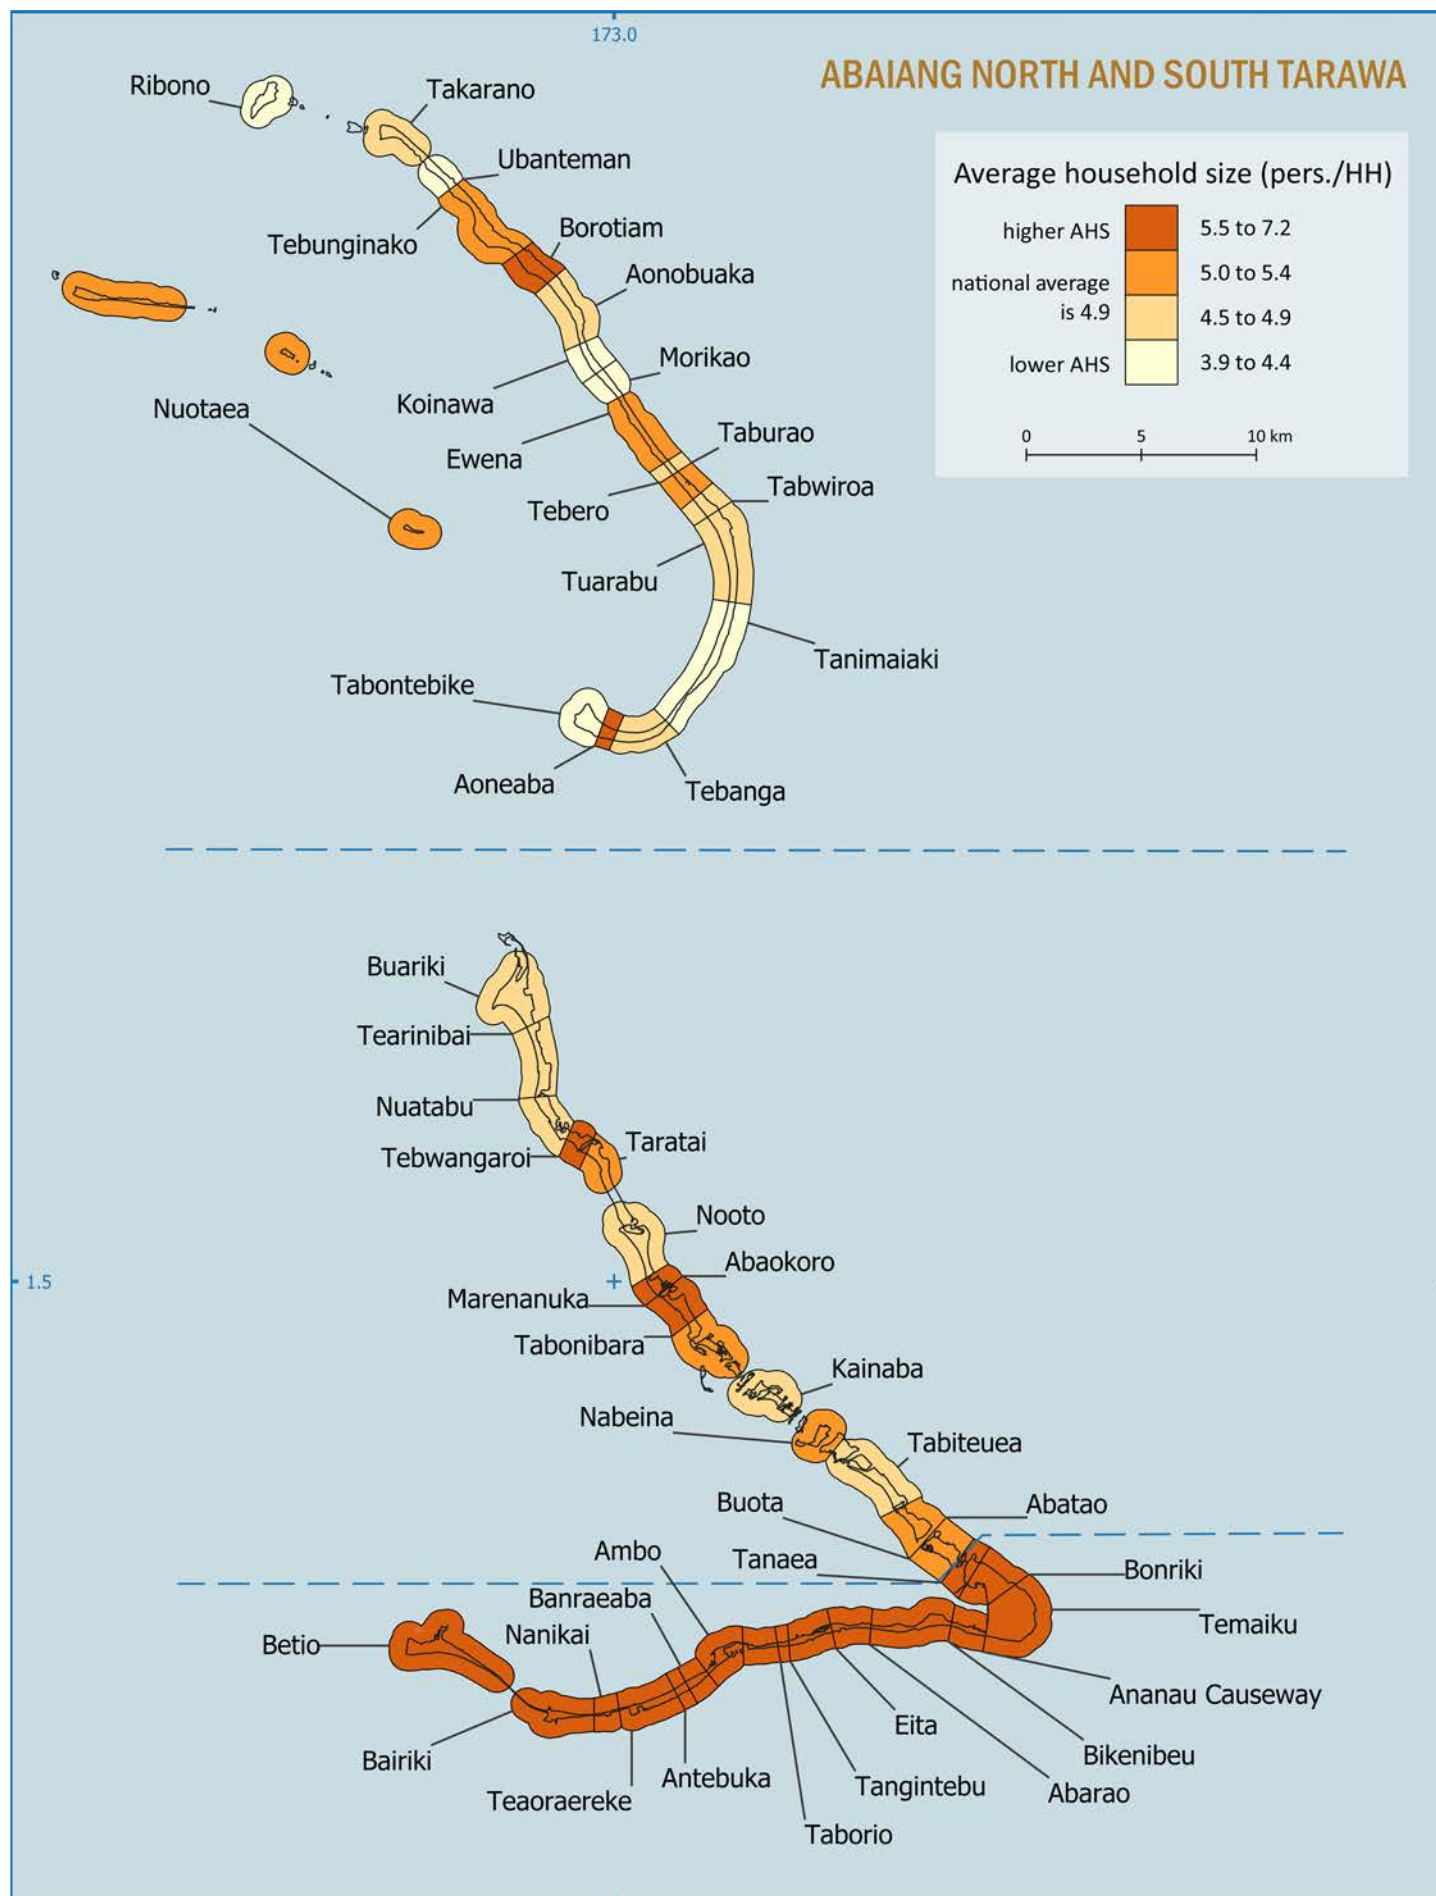 173.0
ABAIANG NORTH AND SOUTH TARAWA
Ribono
Takarano
Ubanteman
Tebunginako
Borotiam
Aonobuaka
Average household size (pers./HH)
higher AHS
5.5 to 7.2
national average
is 4.9
5.0 to 5.4
4.5 to 4.9
lower AHS
3.9 to 4.4
0
5
10 km
Morikao
Koinawa
Nuotaea
Ewena
Taburao
Tabwiroa
Tebero
Tuarabu
Tanimaiaki
Tabontebike
Aoneaba
Tebanga
Buariki
Tearinibai
Nuatabu
Taratai
Tebwangaroi
Nooto
Abaokoro
1.5
Marenanuka
Tabonibara
Kainaba
Nabeina
Tabiteuea
Buota
Abatao
Ambo
Tanaea
Bonriki
Banraeaba
Temaiku
Nanikai
Betio
Ananau Causeway
Eita
Bikenibeu
Bairiki
Antebuka
Tangintebu
Abarao
Teaoraereke
Taborio